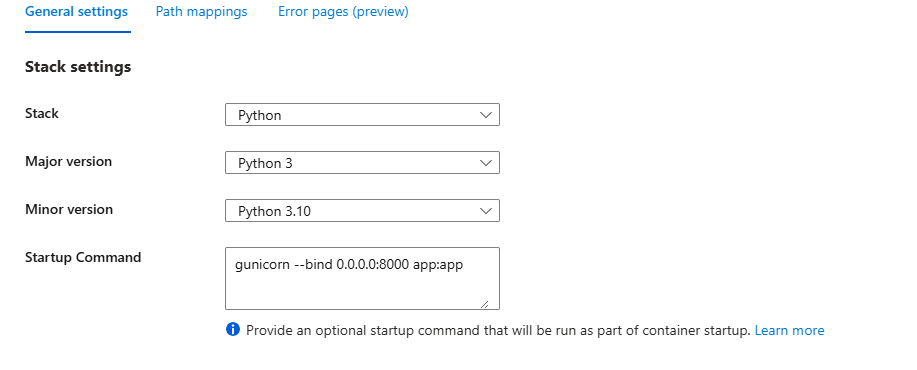 General settings Path mappings Error pages (preview)
Stack settings
Stack Python
Major version Python 3
Minor version Python 3.10
Startup Command gunicorn --bind 0.0.0.0:8000 app:app
Provide an optional startup command that will be run as part of container startup. Learn more